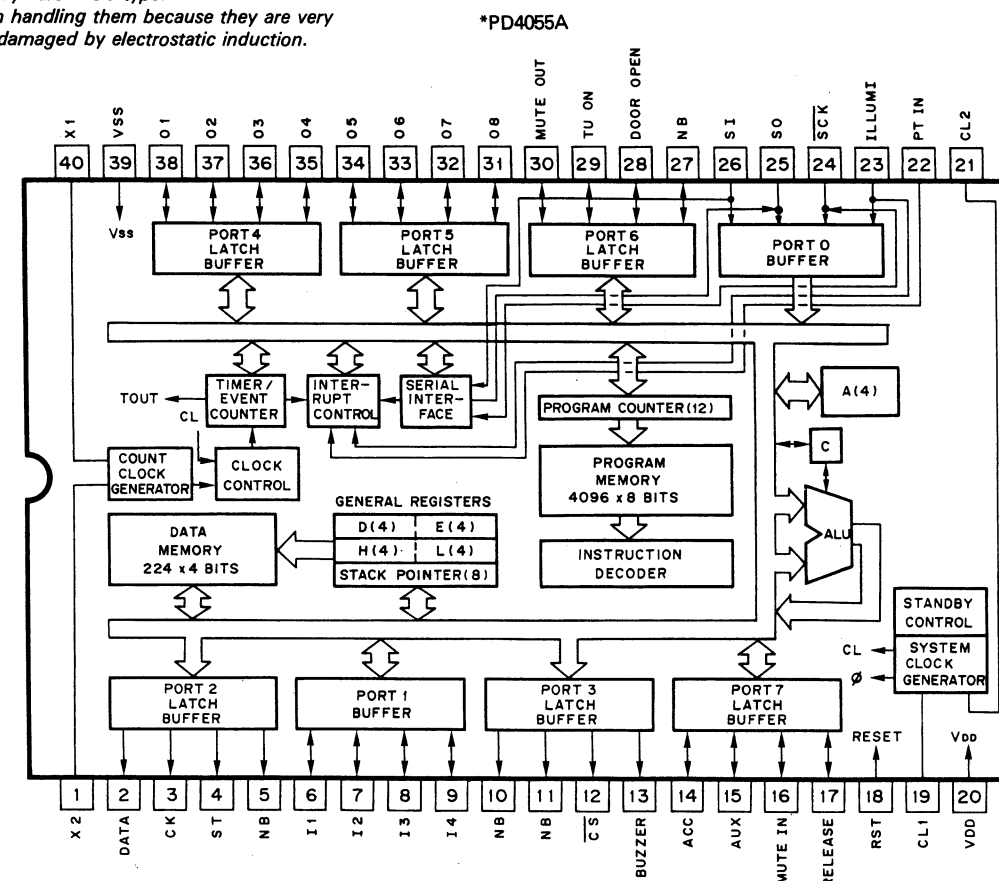 n handling them because they are very
damaged by electrostatic induction.
*PD4055A
X1 VSS O1 O2 O3 O4 O5 O6 O7 O8 MUTE OUT TU ON DOOR OPEN NB SI SO SCK ILLUMI PT IN CL2
40 39 38 37 36 35 34 33 32 31 30 29 28 27 26 25 24 23 22 21
Vss
PORT 4
LATCH
BUFFER
PORT 5
LATCH
BUFFER
PORT 6
LATCH
BUFFER
PORT 0
BUFFER
TOUT
CL
TIMER/
EVENT
COUNTER
INTER-
RUPT
CONTROL
SERIAL
INTER-
FACE
PROGRAM COUNTER(12)
A(4)
C
COUNT
CLOCK
GENERATOR
CLOCK
CONTROL
PROGRAM
MEMORY
4096 x 8 BITS
GENERAL REGISTERS
D(4) E(4)
H(4) L(4)
STACK POINTER(8)
DATA
MEMORY
224 x 4 BITS
INSTRUCTION
DECODER
ALU
STANDBY
CONTROL
SYSTEM
CLOCK
GENERATOR
CL
Ø
PORT 2
LATCH
BUFFER
PORT 1
BUFFER
PORT 3
LATCH
BUFFER
PORT 7
LATCH
BUFFER
RESET
VDD
1 2 3 4 5 6 7 8 9 10 11 12 13 14 15 16 17 18 19 20
X2 DATA CK ST NB I1 I2 I3 I4 NB NB CS BUZZER ACC AUX MUTE IN RELEASE RST CL1 VDD